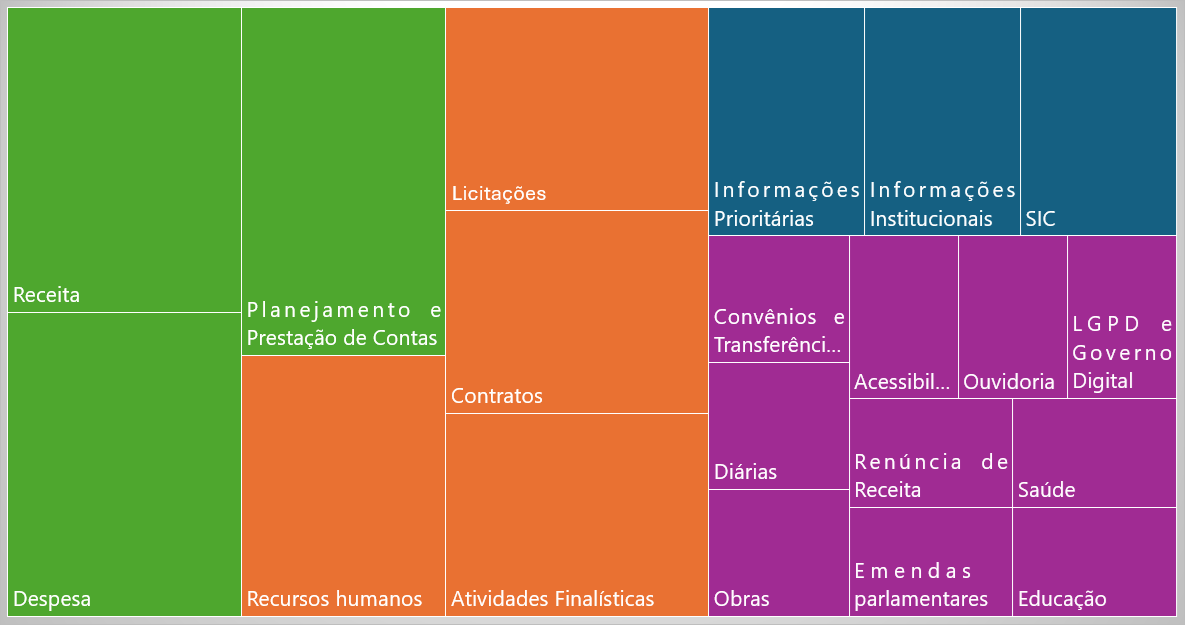 Receita
Despesa
Planejamento e
Prestação de Contas
Recursos humanos
Licitações
Contratos
Atividades Finalísticas
Informações
Prioritárias
Informações
Institucionais
SIC
Convênios e
Transferênci...
Diárias
Obras
Acessibil...
Ouvidoria
LGPD e
Governo
Digital
Renúncia de
Receita
Saúde
Emendas
parlamentares
Educação